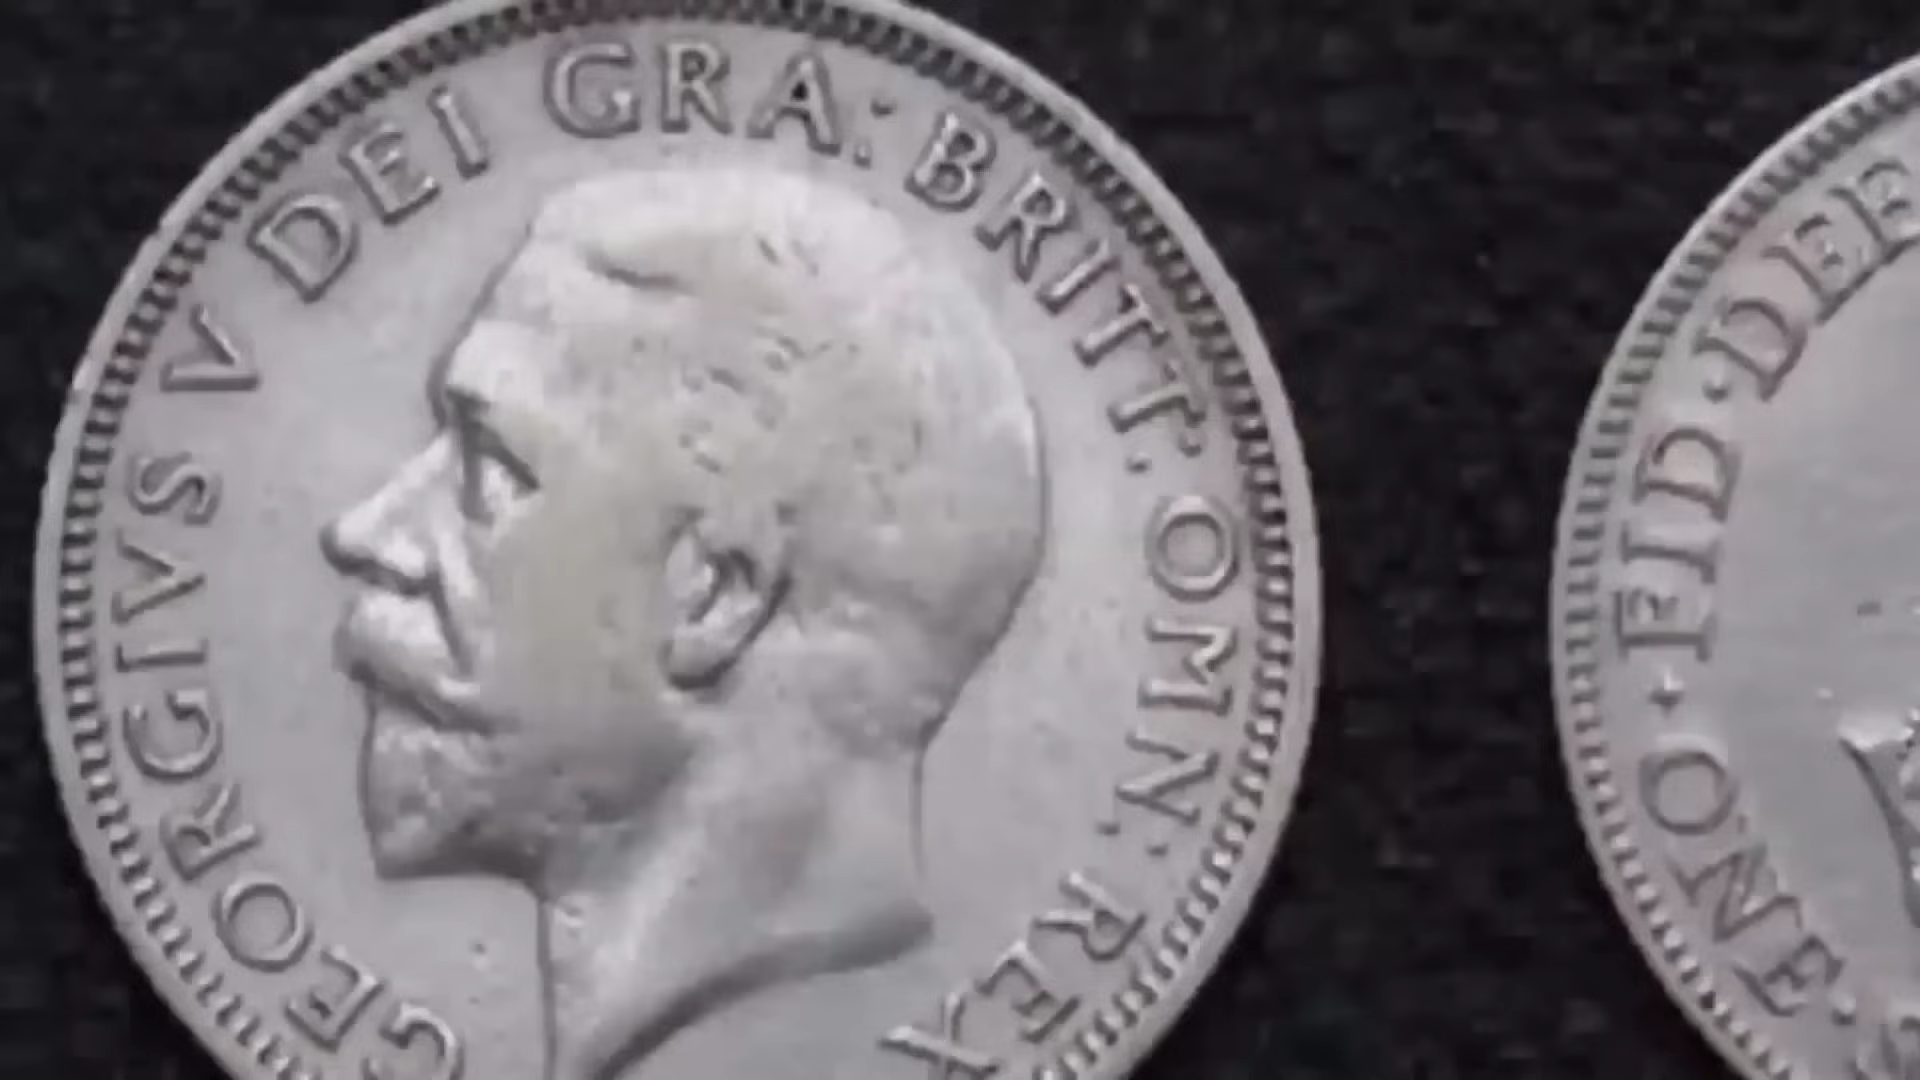 GEORGIVS V DEI GRA: BRITT: OMN: REX
FID · DEF
ONE ·